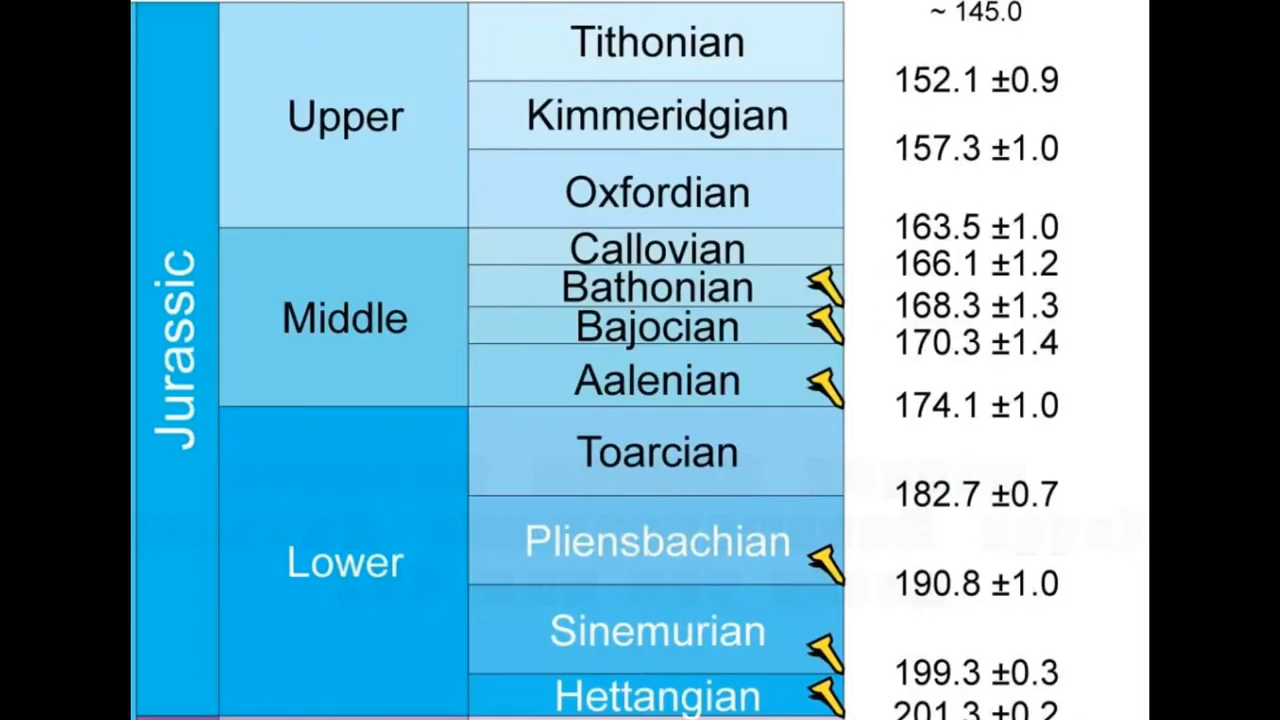 Jurassic
Upper
Middle
Lower
Tithonian
Kimmeridgian
Oxfordian
Callovian
Bathonian
Bajocian
Aalenian
Toarcian
Pliensbachian
Sinemurian
Hettangian
~ 145.0
152.1 ±0.9
157.3 ±1.0
163.5 ±1.0
166.1 ±1.2
168.3 ±1.3
170.3 ±1.4
174.1 ±1.0
182.7 ±0.7
190.8 ±1.0
199.3 ±0.3
201.3 ±0.2